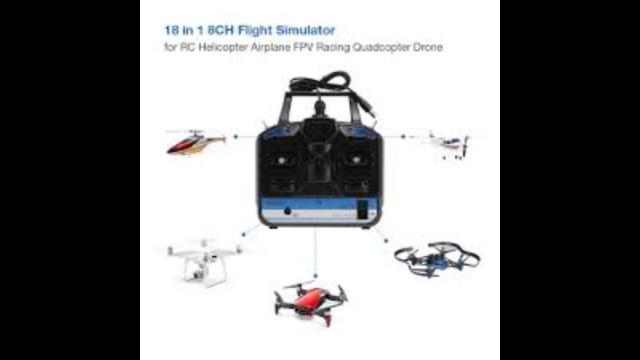 18 in 1 8CH Flight Simulator
for RC Helicopter Airplane FPV Racing Quadcopter Drone